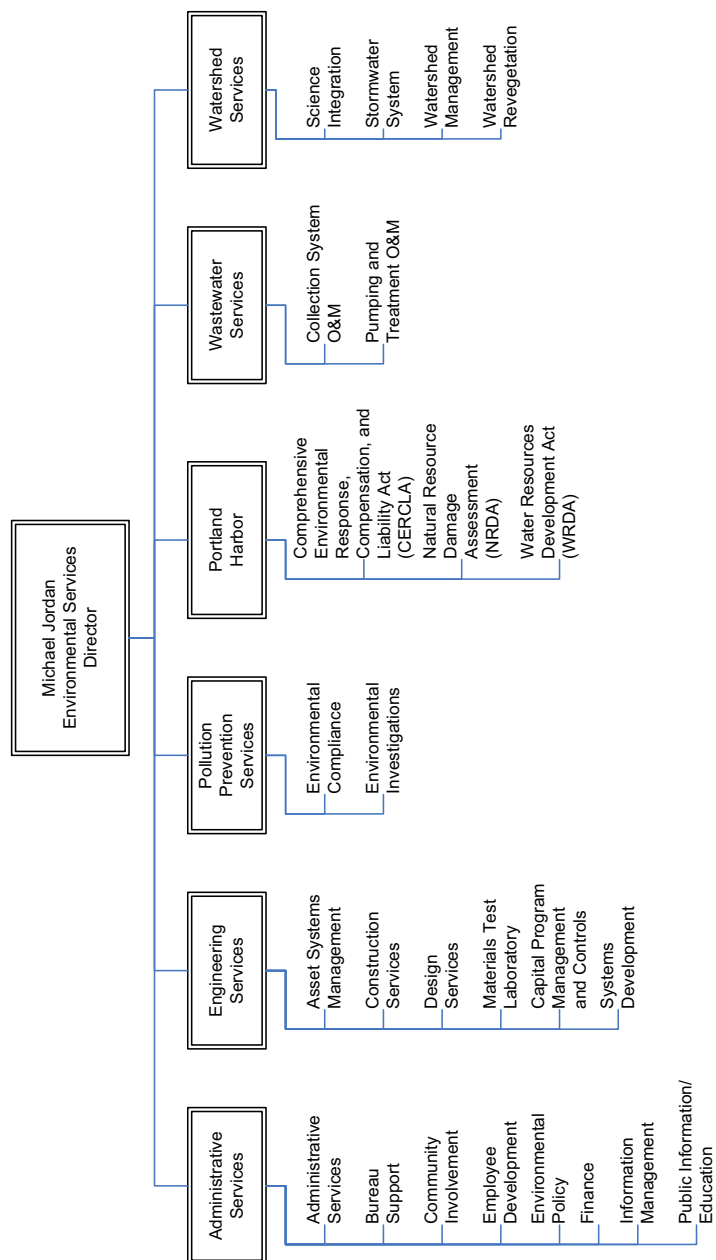 Michael Jordan
Environmental Services
Director
Administrative
Services
Administrative
Services
Bureau
Support
Community
Involvement
Employee
Development
Environmental
Policy
Finance
Information
Management
Public Information/
Education
Engineering
Services
Asset Systems
Management
Construction
Services
Design
Services
Materials Test
Laboratory
Capital Program
Management
and Controls
Systems
Development
Pollution
Prevention
Services
Environmental
Compliance
Environmental
Investigations
Portland
Harbor
Comprehensive
Environmental
Response,
Compensation, and
Liability Act
(CERCLA)
Natural Resource
Damage
Assessment
(NRDA)
Water Resources
Development Act
(WRDA)
Wastewater
Services
Collection System
O&M
Pumping and
Treatment O&M
Watershed
Services
Science
Integration
Stormwater
System
Watershed
Management
Watershed
Revegetation